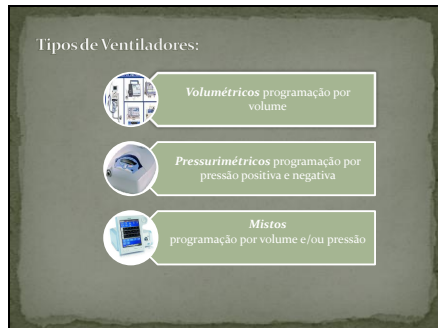 Tipos de Ventiladores:
Volumétricos programação por
volume
Pressurimétricos programação por
pressão positiva e negativa
Mistos
programação por volume e/ou pressão